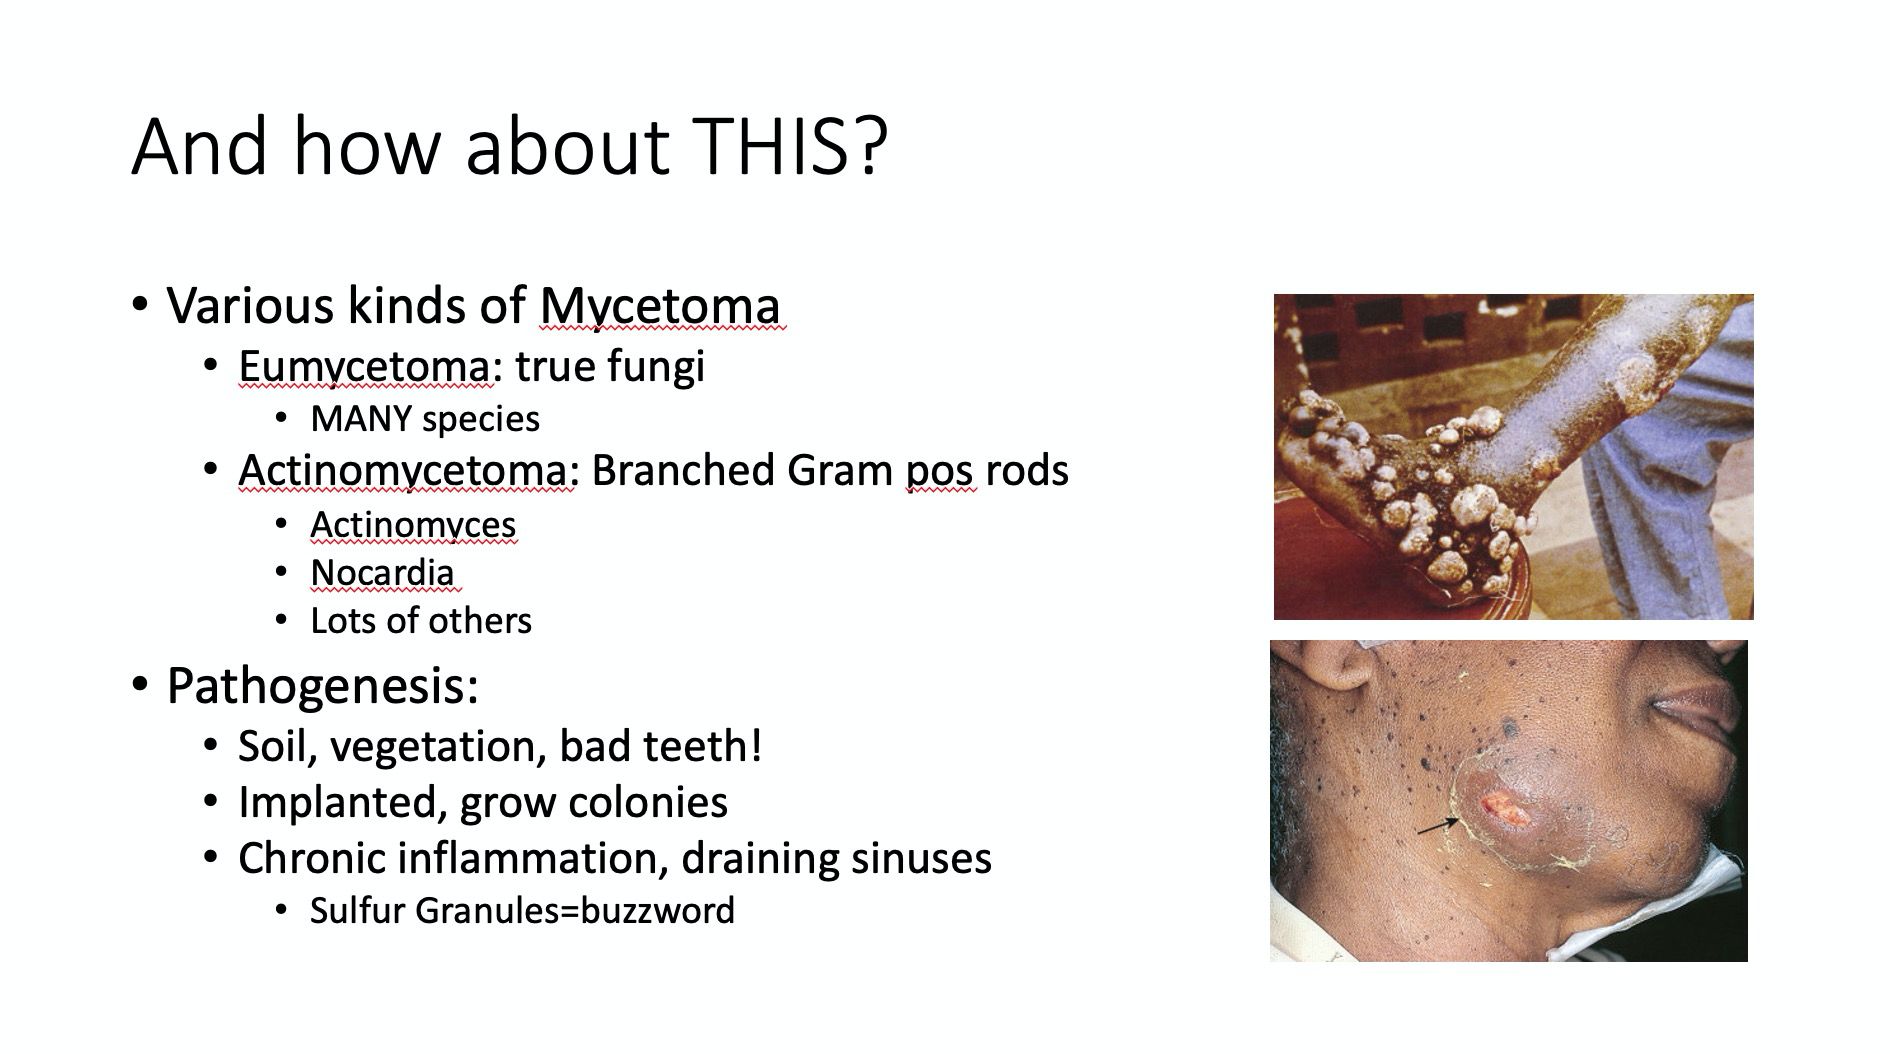 And how about THIS?
• Various kinds of Mycetoma
• Eumycetoma: true fungi
• MANY species
• Actinomycetoma: Branched Gram pos rods
• Actinomyces
• Nocardia
• Lots of others
• Pathogenesis:
• Soil, vegetation, bad teeth!
• Implanted, grow colonies
• Chronic inflammation, draining sinuses
• Sulfur Granules=buzzword